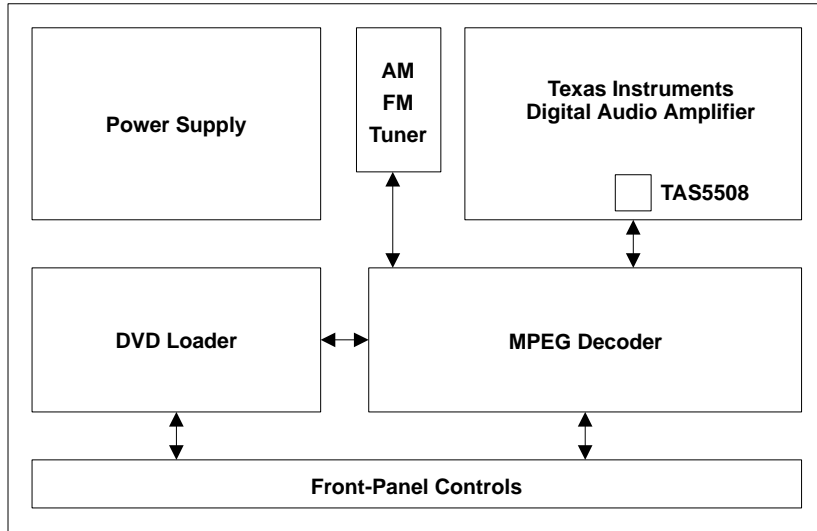 Power Supply
AM
FM
Tuner
Texas Instruments
Digital Audio Amplifier
TAS5508
DVD Loader
MPEG Decoder
Front-Panel Controls